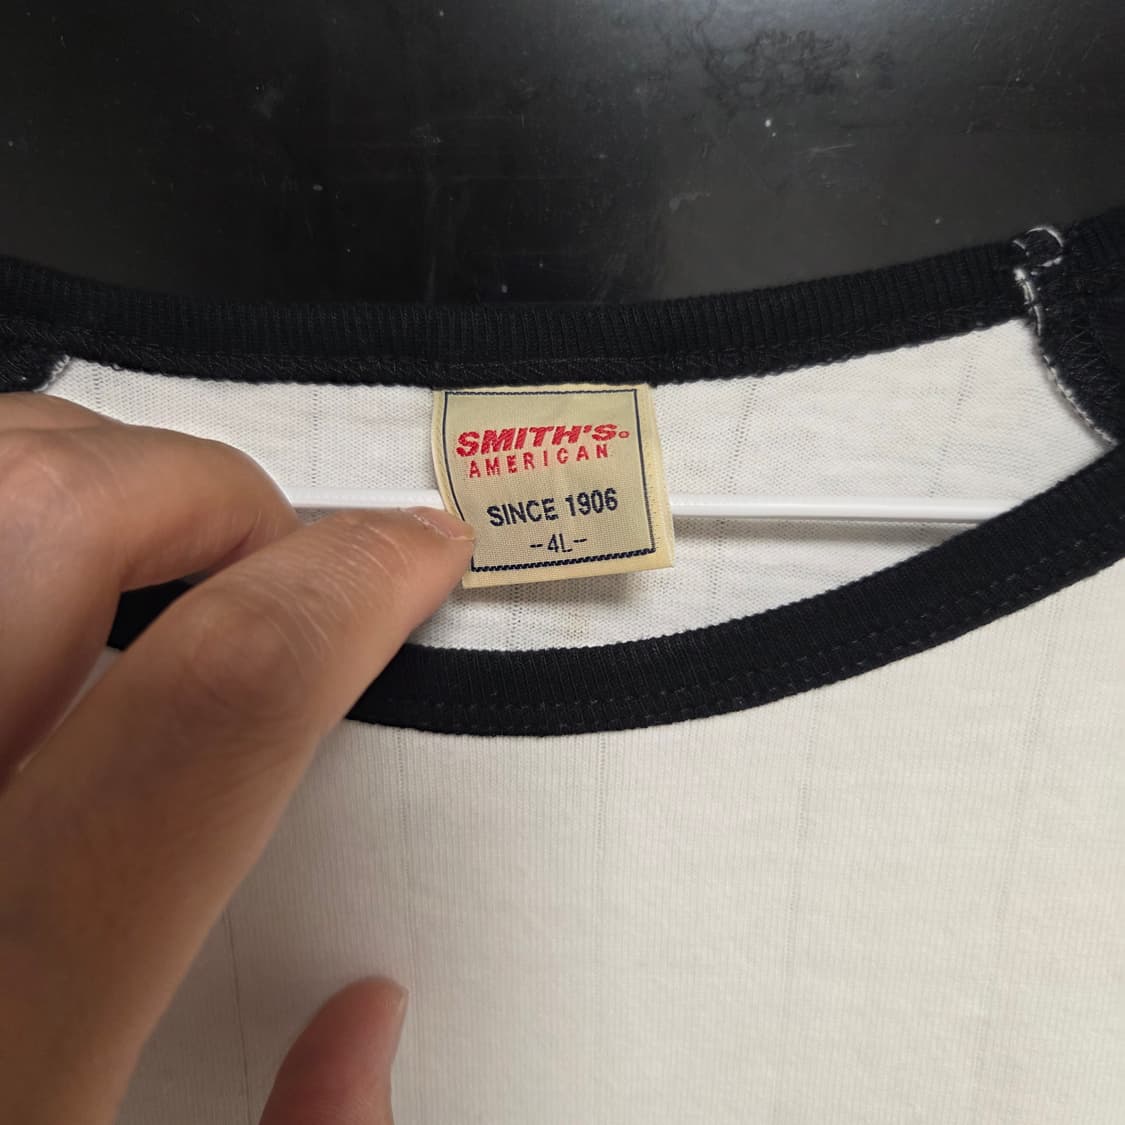 SMITH'S.
AMERICAN
SINCE 1906
--4L--